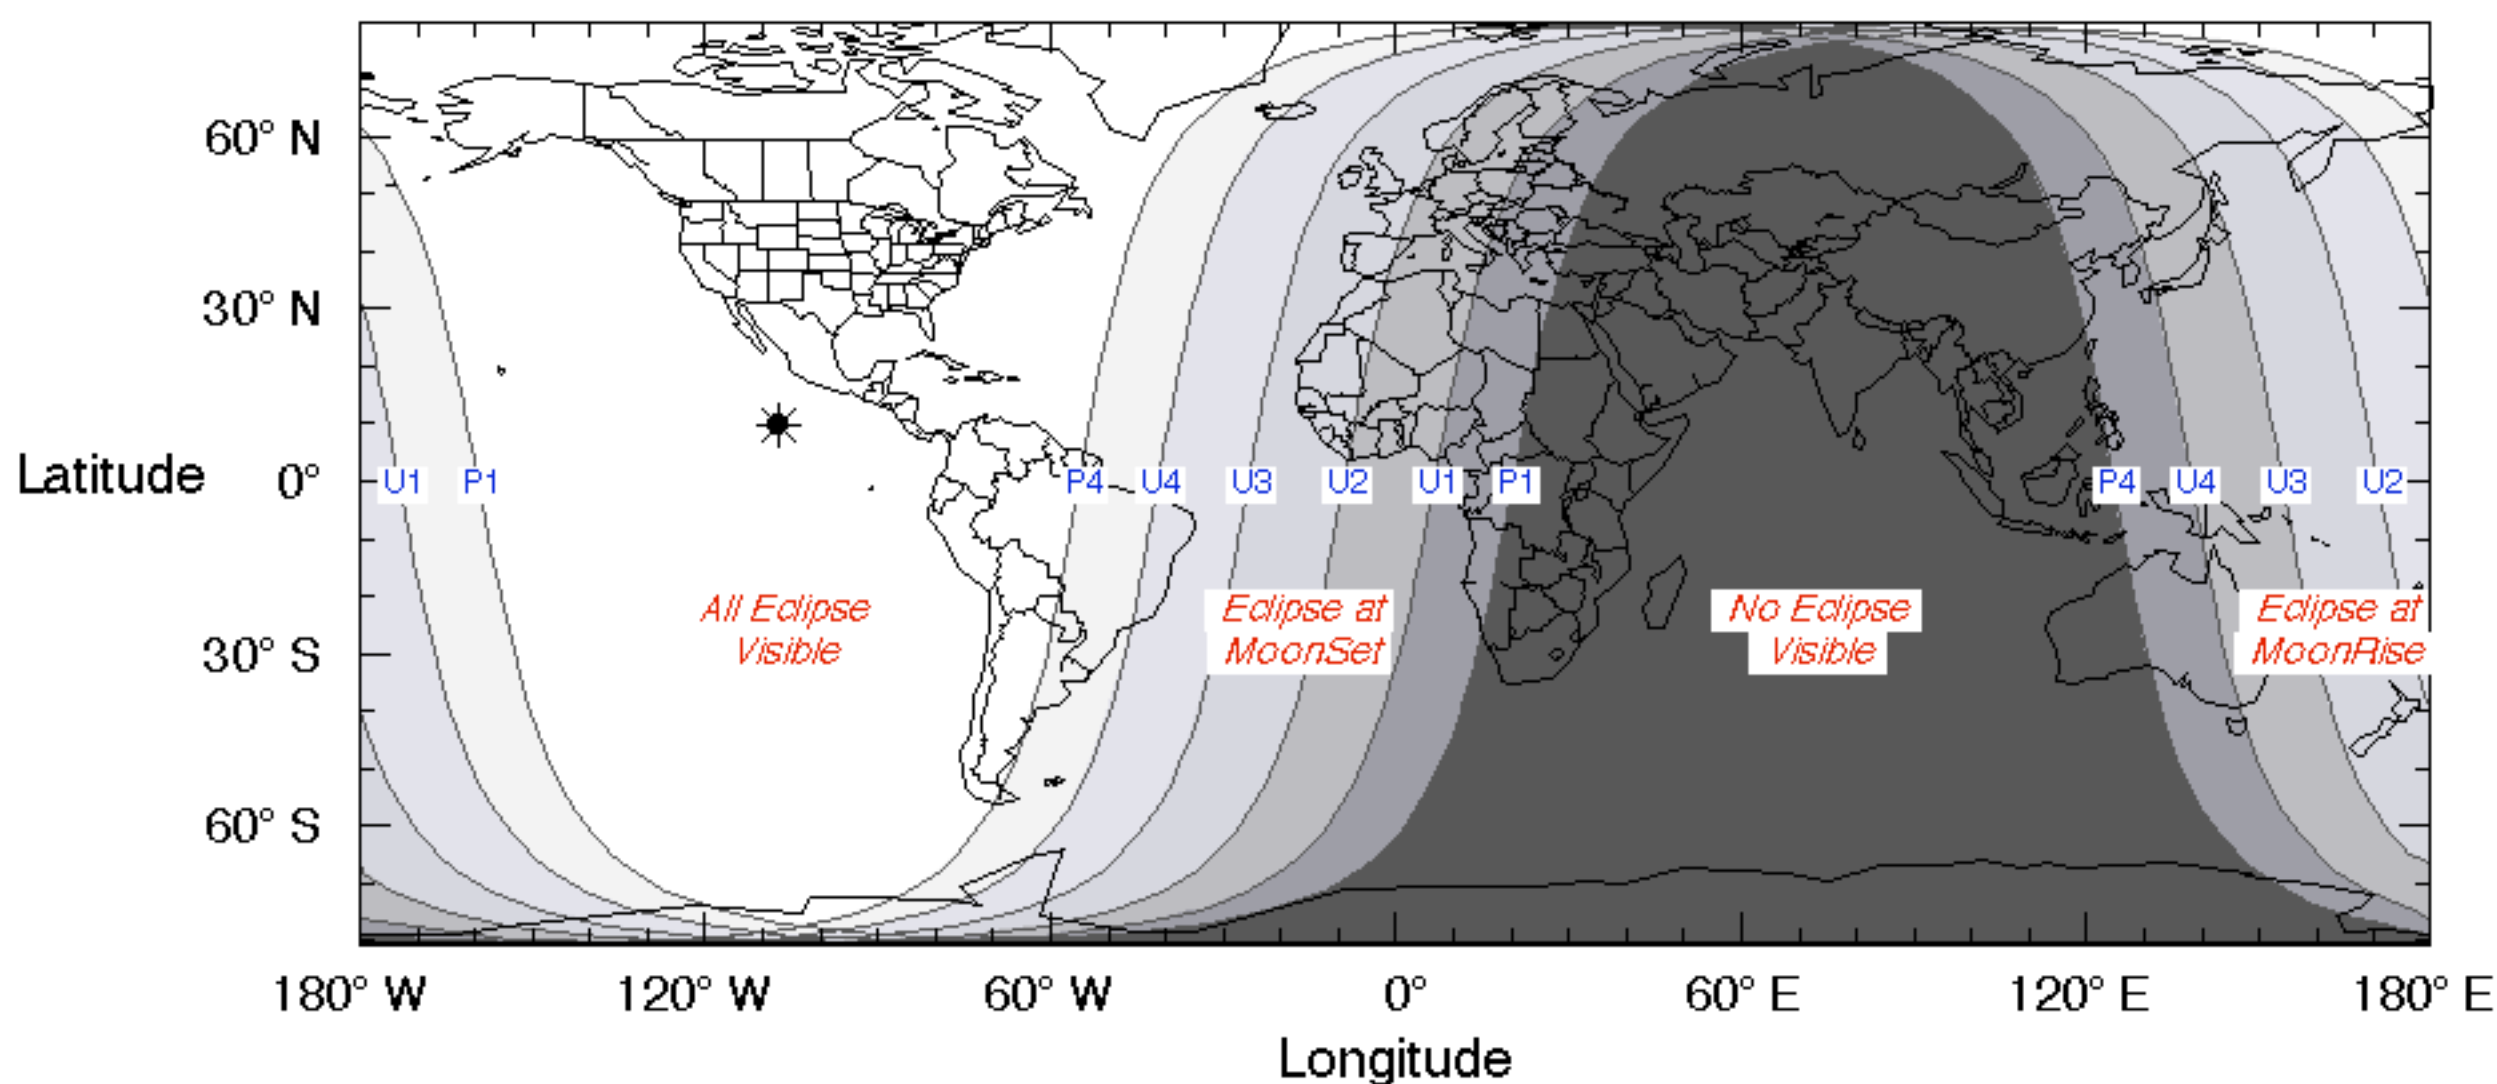 60° N
30° N
Latitude 0°
U1 P1 P4 U4 U3 U2 U1 P1 P4 U4 U3 U2
All Eclipse
Visible
Eclipse at
MoonSet
No Eclipse
Visible
Eclipse at
MoonRise
30° S
60° S
180° W 120° W 60° W 0° 60° E 120° E 180° E
Longitude